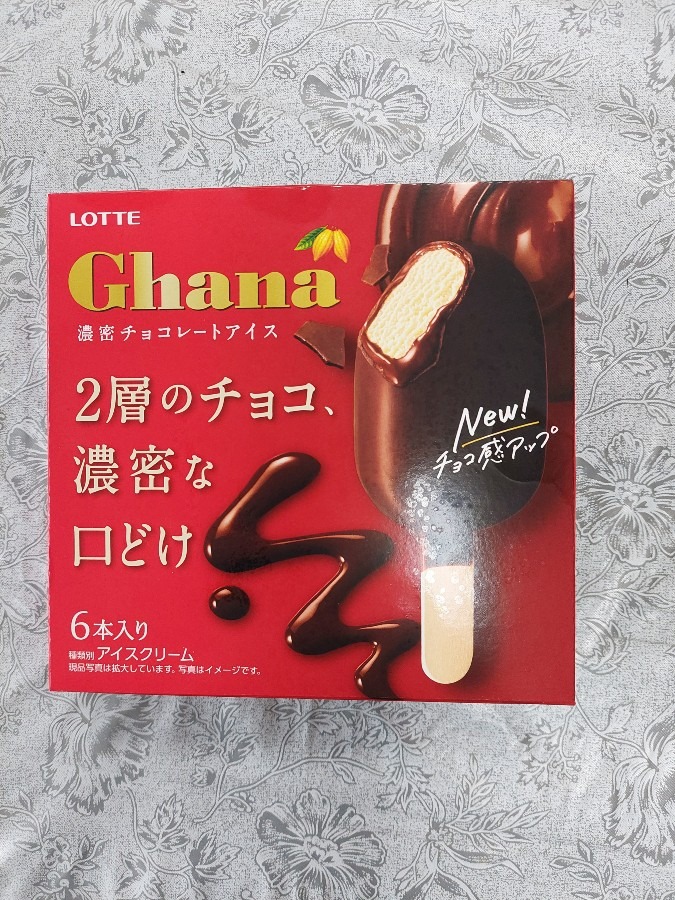 LOTTE
Ghana
濃密チョコレートアイス
2層のチョコ、
濃密な
口どけ
New!
チョコ感アップ
6本入り
種類別 アイスクリーム
現品写真は拡大しています。写真はイメージです。